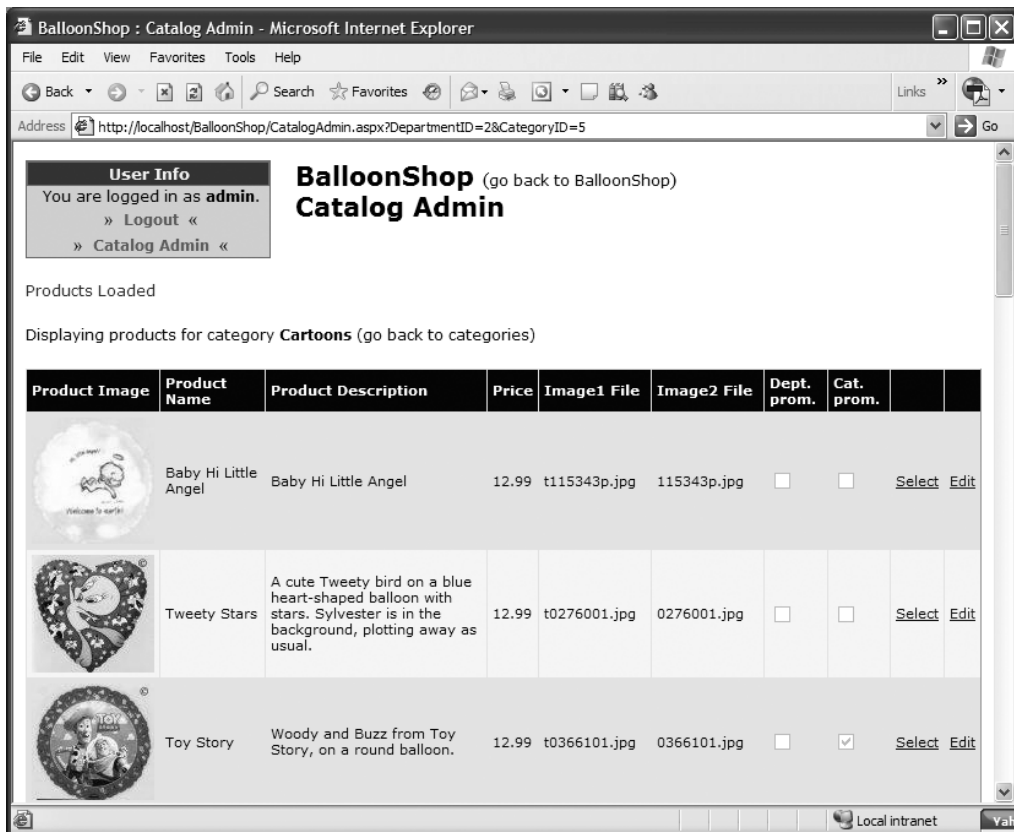 BalloonShop : Catalog Admin - Microsoft Internet Explorer
File Edit View Favorites Tools Help
Back Search Favorites Links »
Address http://localhost/BalloonShop/CatalogAdmin.aspx?DepartmentID=2&CategoryID=5 Go
User Info
You are logged in as admin.
» Logout «
» Catalog Admin «
BalloonShop (go back to BalloonShop)
Catalog Admin
Products Loaded
Displaying products for category Cartoons (go back to categories)
Product Image Product Name Product Description Price Image1 File Image2 File Dept. prom. Cat. prom.
Welcome to earth!
Baby Hi Little
Angel
Baby Hi Little Angel
12.99 t115343p.jpg 115343p.jpg Select Edit
©
Tweety Stars
A cute Tweety bird on a blue
heart-shaped balloon with
stars. Sylvester is in the
background, plotting away as
usual.
12.99 t0276001.jpg 0276001.jpg Select Edit
©
TOY
STORY
Toy Story
Woody and Buzz from Toy
Story, on a round balloon.
12.99 t0366101.jpg 0366101.jpg Select Edit
Local intranet
Yah